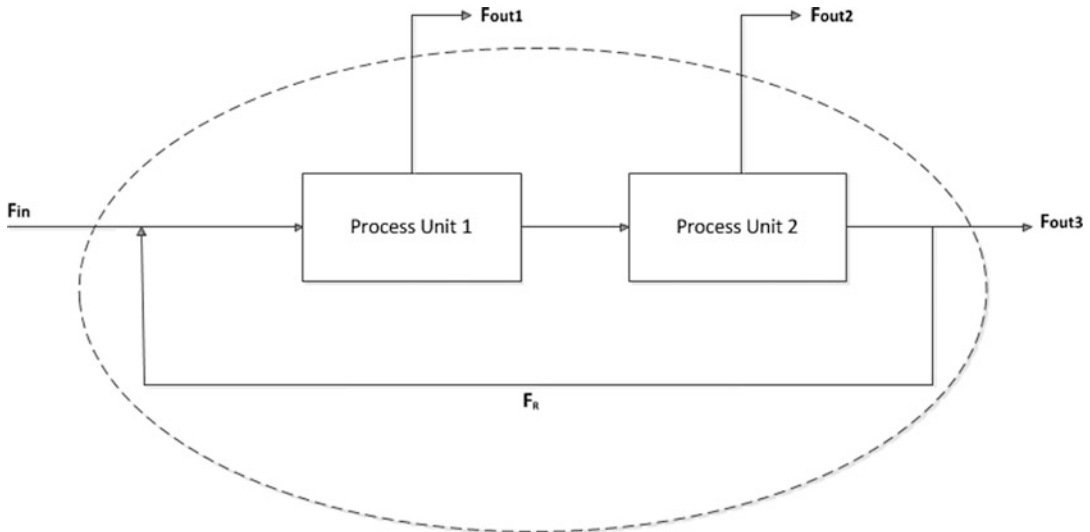 Fout1
Fout2
Fin
Process Unit 1
Process Unit 2
Fout3
FR